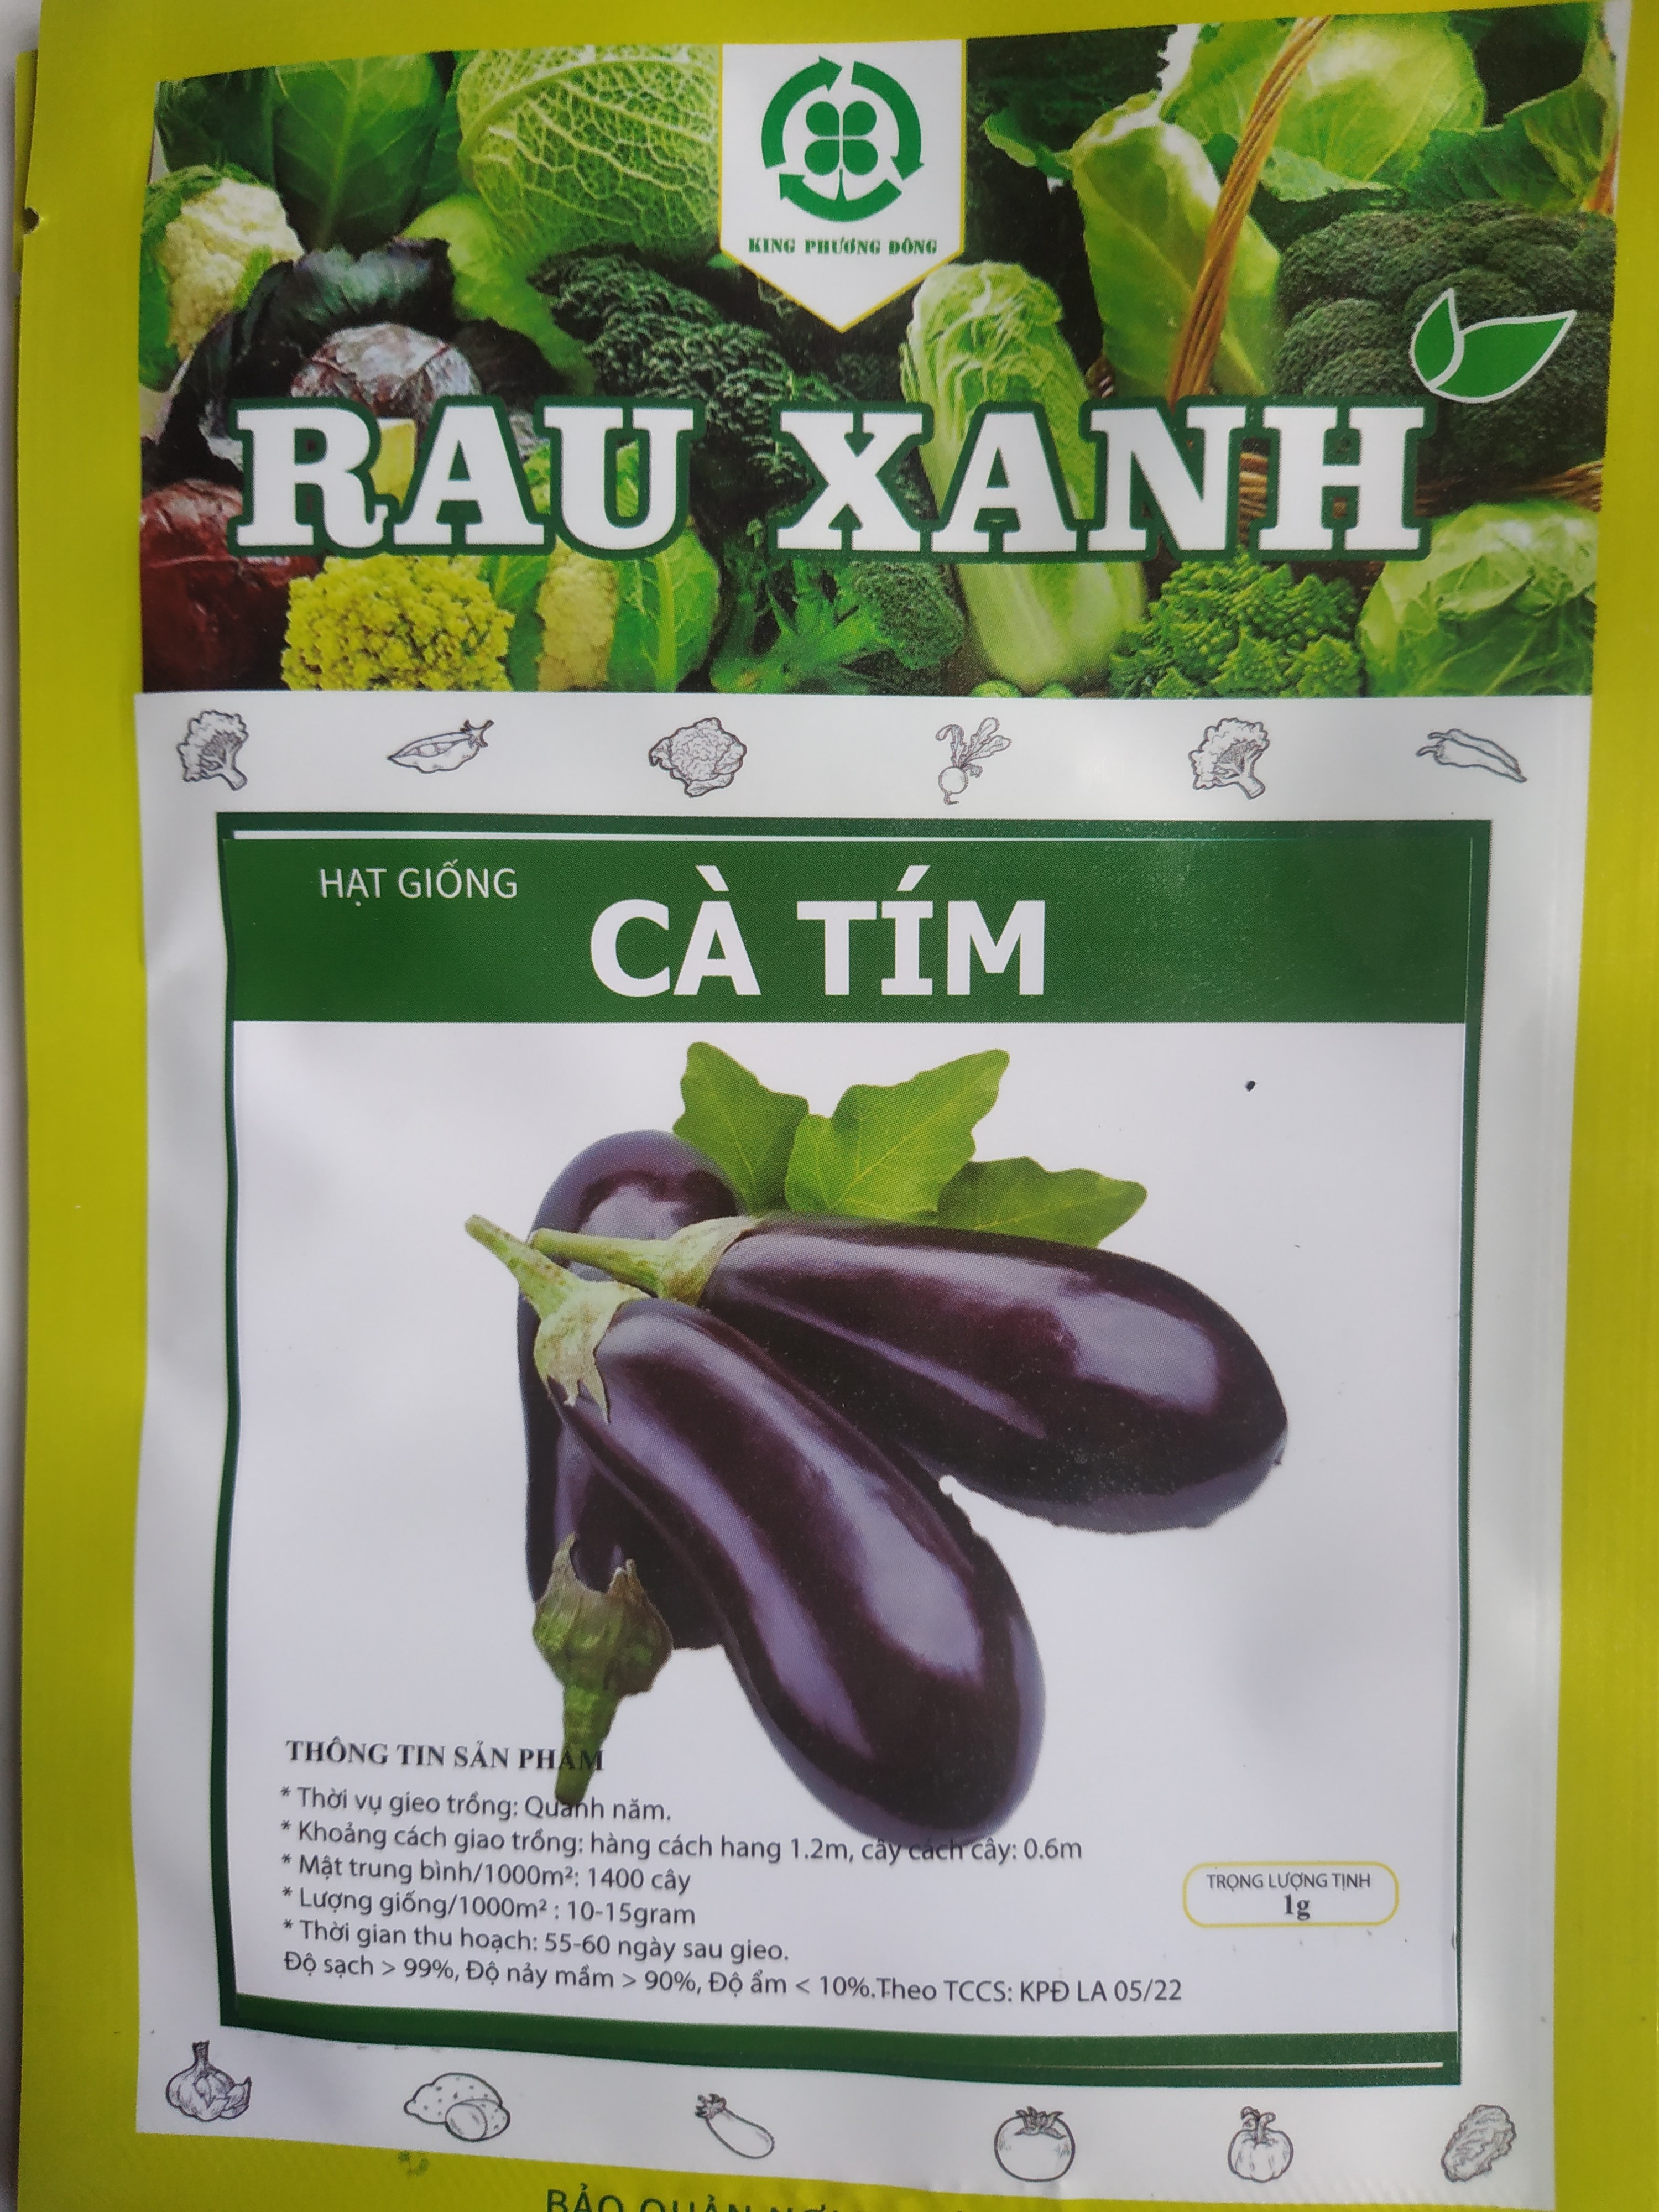 KING PHƯƠNG ĐÔNG
RAU XANH
HẠT GIỐNG
CÀ TÍM
THÔNG TIN SẢN PHẨM
* Thời vụ gieo trồng: Quanh năm.
* Khoảng cách giao trồng: hàng cách hang 1.2m, cây cách cây: 0.6m
* Mật trung bình/1000m²: 1400 cây
* Lượng giống/1000m² : 10-15gram
* Thời gian thu hoạch: 55-60 ngày sau gieo.
Độ sạch > 99%, Độ nảy mầm > 90%, Độ ẩm < 10%.Theo TCCS: KPĐ LA 05/22
TRỌNG LƯỢNG TỊNH
1g
BẢO QUẢN NƠI